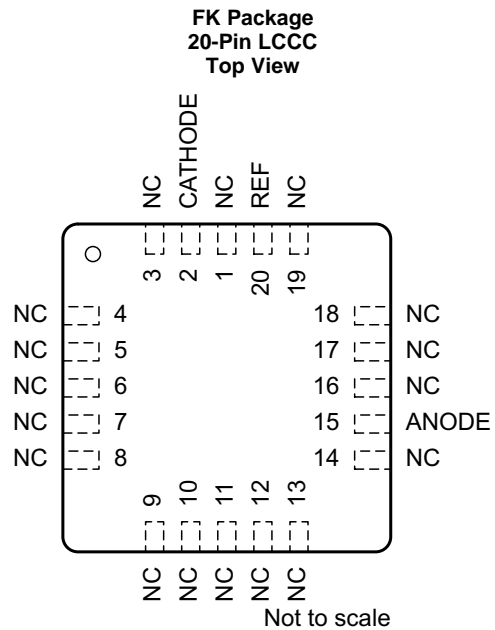 FK Package
20-Pin LCCC
Top View
NC
CATHODE
NC
REF
NC
3
2
1
20
19
NC 4
NC 5
NC 6
NC 7
NC 8
18 NC
17 NC
16 NC
15 ANODE
14 NC
9
10
11
12
13
NC
NC
NC
NC
NC
Not to scale